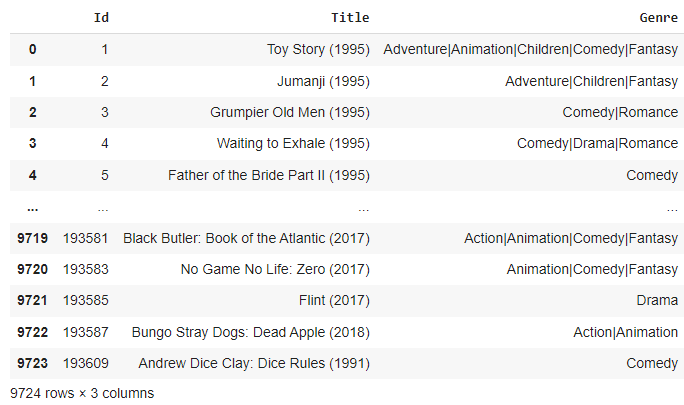 Id Title Genre
0 1 Toy Story (1995) Adventure|Animation|Children|Comedy|Fantasy
1 2 Jumanji (1995) Adventure|Children|Fantasy
2 3 Grumpier Old Men (1995) Comedy|Romance
3 4 Waiting to Exhale (1995) Comedy|Drama|Romance
4 5 Father of the Bride Part II (1995) Comedy
... ... ... ...
9719 193581 Black Butler: Book of the Atlantic (2017) Action|Animation|Comedy|Fantasy
9720 193583 No Game No Life: Zero (2017) Animation|Comedy|Fantasy
9721 193585 Flint (2017) Drama
9722 193587 Bungo Stray Dogs: Dead Apple (2018) Action|Animation
9723 193609 Andrew Dice Clay: Dice Rules (1991) Comedy
9724 rows × 3 columns